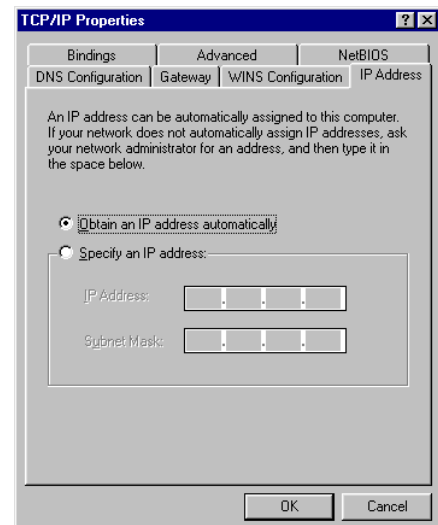 TCP/IP Properties
? ×
Bindings Advanced NetBIOS
DNS Configuration Gateway WINS Configuration IP Address
An IP address can be automatically assigned to this computer.
If your network does not automatically assign IP addresses, ask
your network administrator for an address, and then type it in
the space below.
Obtain an IP address automatically
Specify an IP address:
IP Address:
. . .
Subnet Mask:
. . .
OK Cancel